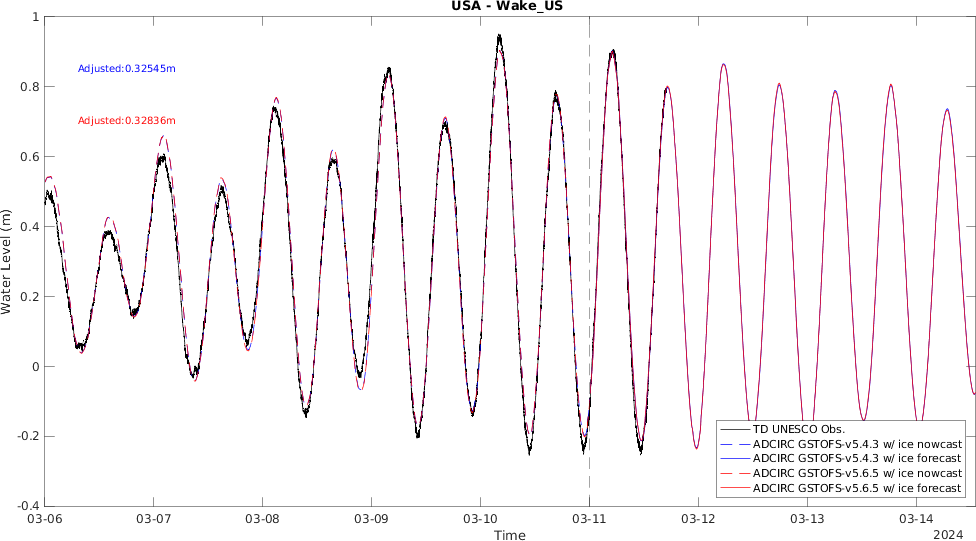 USA - Wake_US
1
0.8
0.6
0.4
0.2
0
-0.2
-0.4
Water Level (m)
Adjusted:0.32545m
Adjusted:0.32836m
TD UNESCO Obs.
ADCIRC GSTOFS-v5.4.3 w/ ice nowcast
ADCIRC GSTOFS-v5.4.3 w/ ice forecast
ADCIRC GSTOFS-v5.6.5 w/ ice nowcast
ADCIRC GSTOFS-v5.6.5 w/ ice forecast
03-06 03-07 03-08 03-09 03-10 03-11 03-12 03-13 03-14
Time
2024